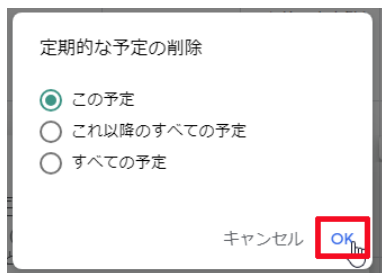 定期的な予定の削除
この予定
これ以降のすべての予定
すべての予定
キャンセル OK